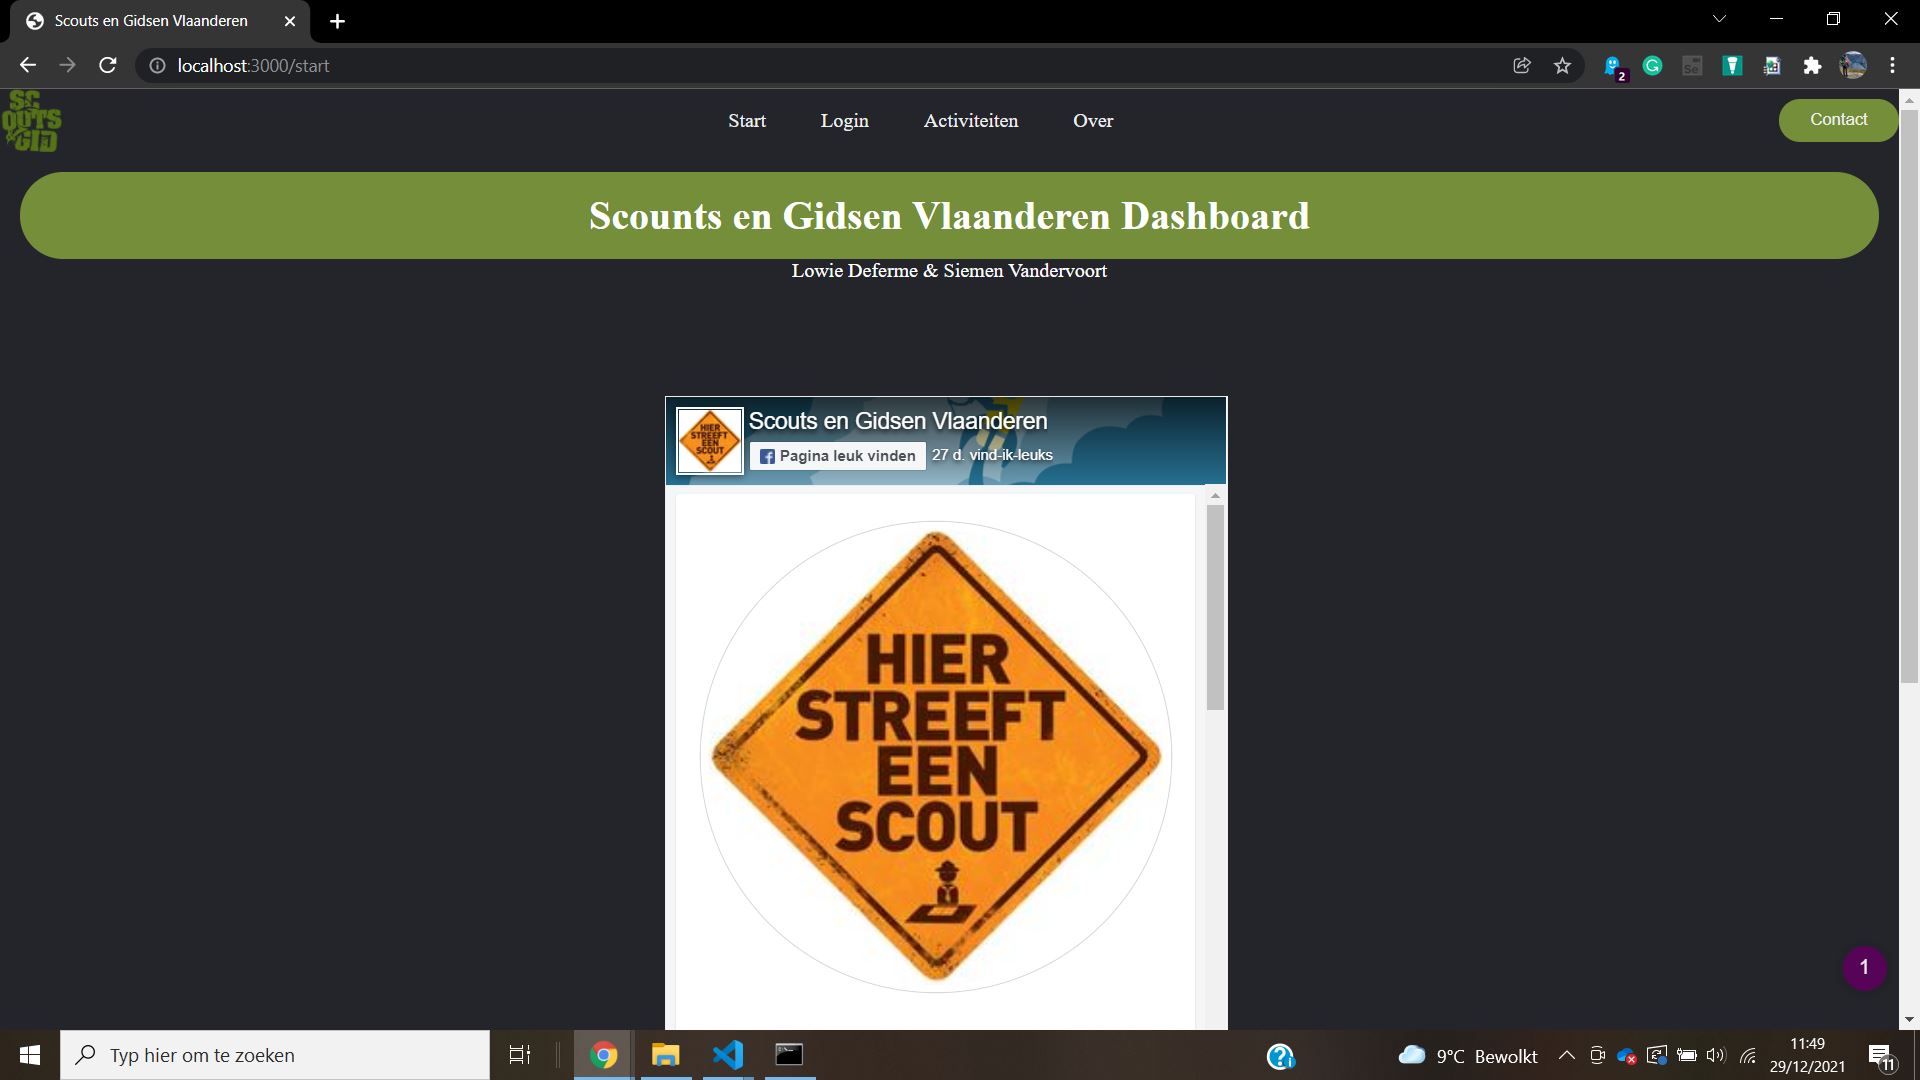 Scouts en Gidsen Vlaanderen
localhost:3000/start
2
SC
OUTS
&GID
Start Login Activiteiten Over Contact
Scounts en Gidsen Vlaanderen Dashboard
Lowie Deferme & Siemen Vandervoort
HIER
STREEFT
EEN
SCOUT
Scouts en Gidsen Vlaanderen
Pagina leuk vinden 27 d. vind-ik-leuks
HIER
STREEFT
EEN
SCOUT
1
Typ hier om te zoeken
9°C Bewolkt
11:49
29/12/2021
11